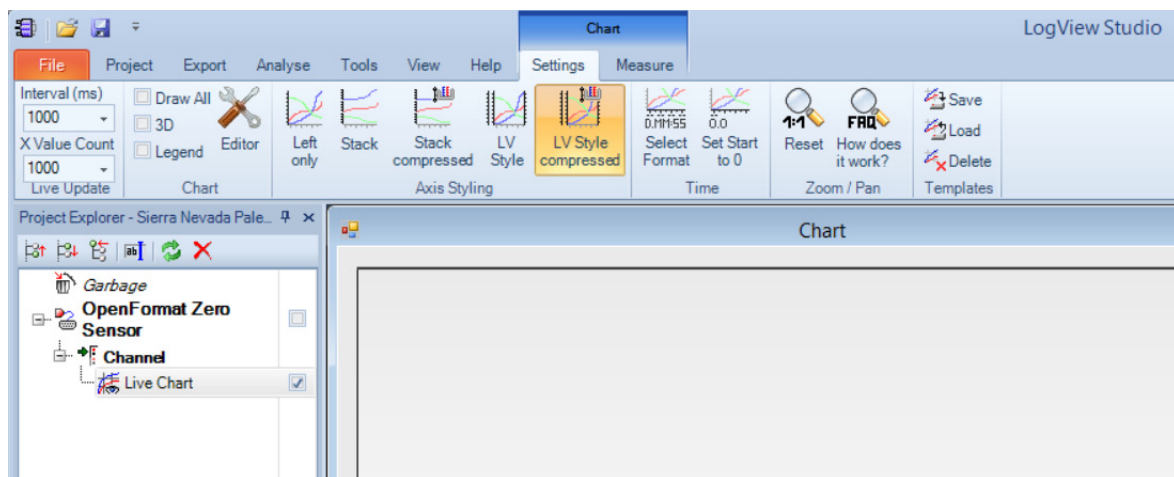 Chart
LogView Studio
File Project Export Analyse Tools View Help Settings Measure
Interval (ms)
1000
X Value Count
1000
Live Update
Draw All
3D
Legend
Editor
Chart
Left
only
Stack
Stack
compressed
LV
Style
LV Style
compressed
Axis Styling
D.MM:SS
Select
Format
0.0
Set Start
to 0
Time
1:1
Reset
FAQ
How does
it work?
Zoom / Pan
Save
Load
Delete
Templates
Project Explorer - Sierra Nevada Pale...
ab
Chart
Garbage
OpenFormat Zero
Sensor
Channel
Live Chart